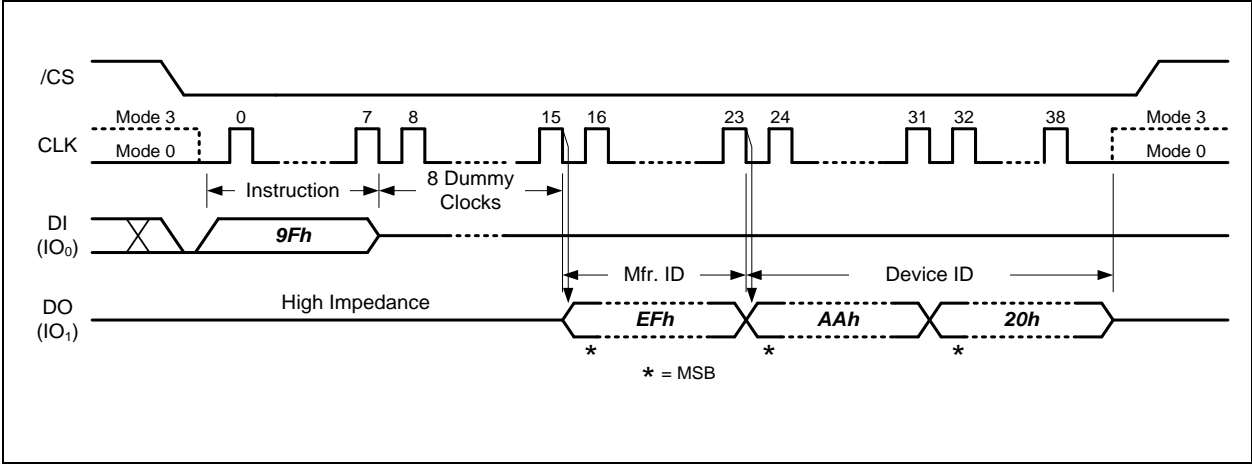 /CS
Mode 3 0 7 8 15 16 23 24 31 32 38 Mode 3
CLK
Mode 0 Mode 0
Instruction 8 Dummy
Clocks
DI
(IO₀)
9Fh
Mfr. ID Device ID
High Impedance
DO
(IO₁)
EFh AAh 20h
* * *
* = MSB